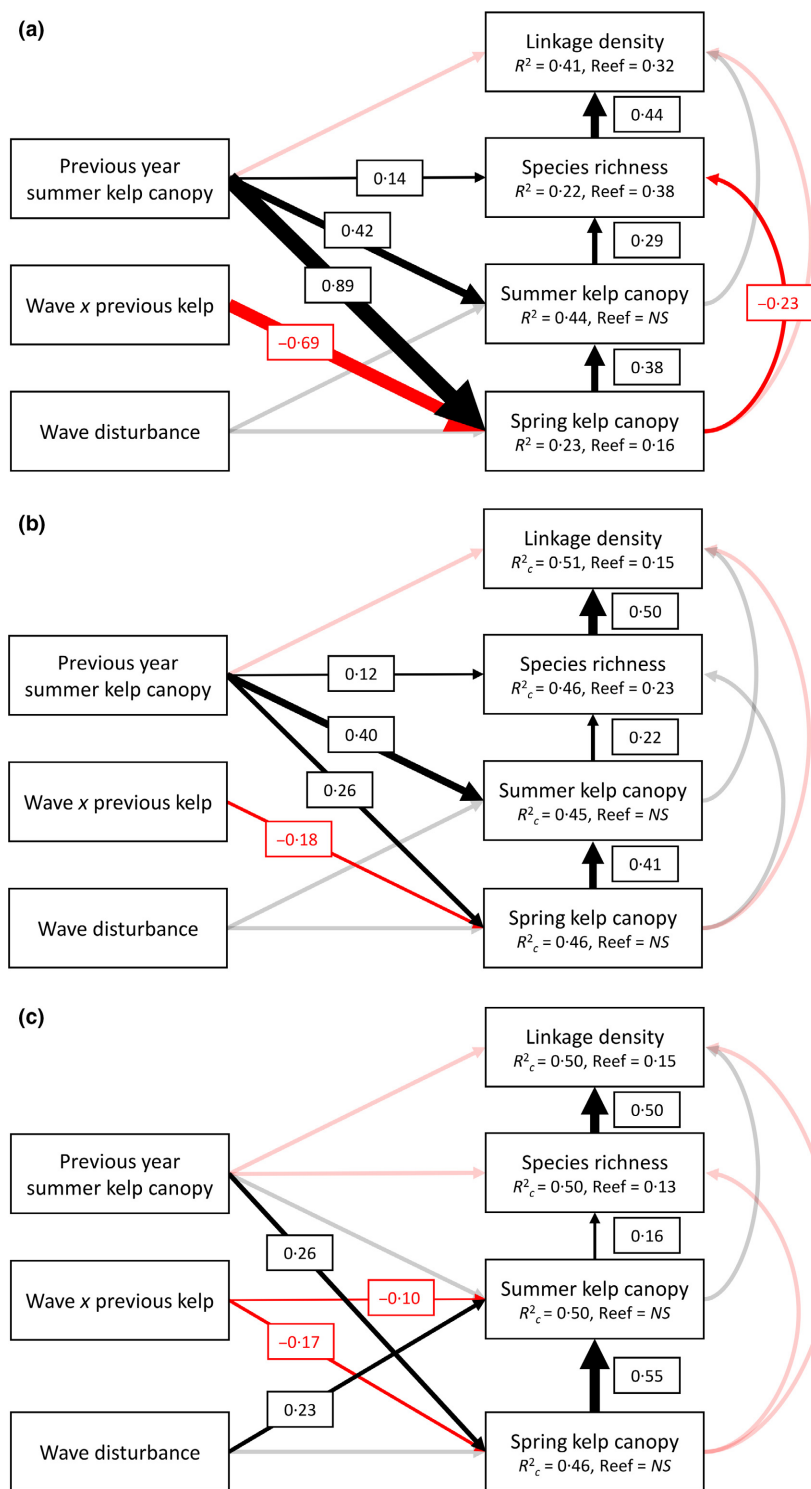 (a)
Linkage density
R² = 0·41, Reef = 0·32
0·44
Previous year
summer kelp canopy
0·14
Species richness
R² = 0·22, Reef = 0·38
0·42
0·29
0·89
Wave x previous kelp
Summer kelp canopy
R² = 0·44, Reef = NS
−0·23
−0·69
0·38
Wave disturbance
Spring kelp canopy
R² = 0·23, Reef = 0·16
(b)
Linkage density
R²c = 0·51, Reef = 0·15
0·50
Previous year
summer kelp canopy
0·12
Species richness
R²c = 0·46, Reef = 0·23
0·40
0·22
0·26
Wave x previous kelp
Summer kelp canopy
R²c = 0·45, Reef = NS
−0·18
0·41
Wave disturbance
Spring kelp canopy
R²c = 0·46, Reef = NS
(c)
Linkage density
R²c = 0·50, Reef = 0·15
0·50
Previous year
summer kelp canopy
Species richness
R²c = 0·50, Reef = 0·13
0·26
0·16
Wave x previous kelp
−0·10
Summer kelp canopy
R²c = 0·50, Reef = NS
−0·17
0·23
0·55
Wave disturbance
Spring kelp canopy
R²c = 0·46, Reef = NS